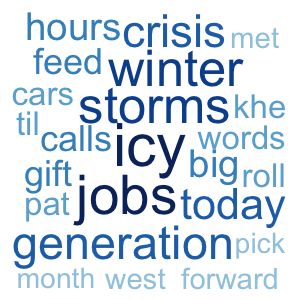 hours crisis met
feed winter
cars storms khe
til calls icy words
gift big roll
pat jobs today
generation pick
month west forward